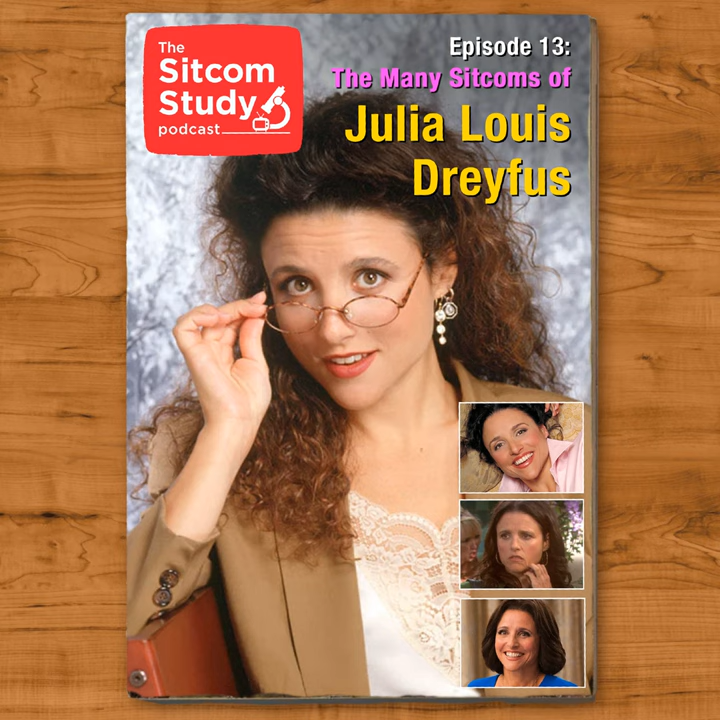 The
Sitcom
Study
podcast
Episode 13:
The Many Sitcoms of
Julia Louis
Dreyfus